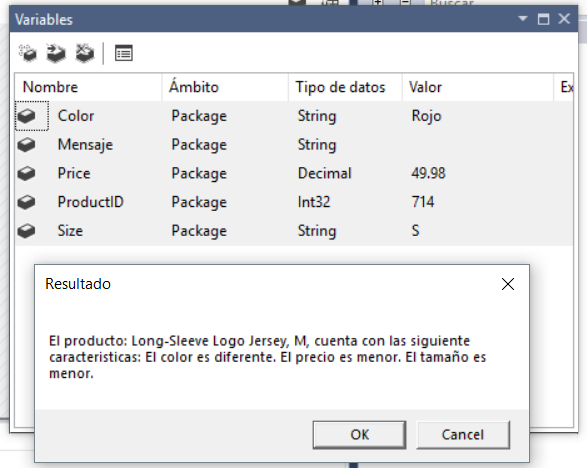 Buscar
Variables
Nombre Ámbito Tipo de datos Valor Ex
Color Package String Rojo
Mensaje Package String
Price Package Decimal 49.98
ProductID Package Int32 714
Size Package String S
Resultado
El producto: Long-Sleeve Logo Jersey, M, cuenta con las siguiente
caracteristicas: El color es diferente. El precio es menor. El tamaño es
menor.
OK Cancel